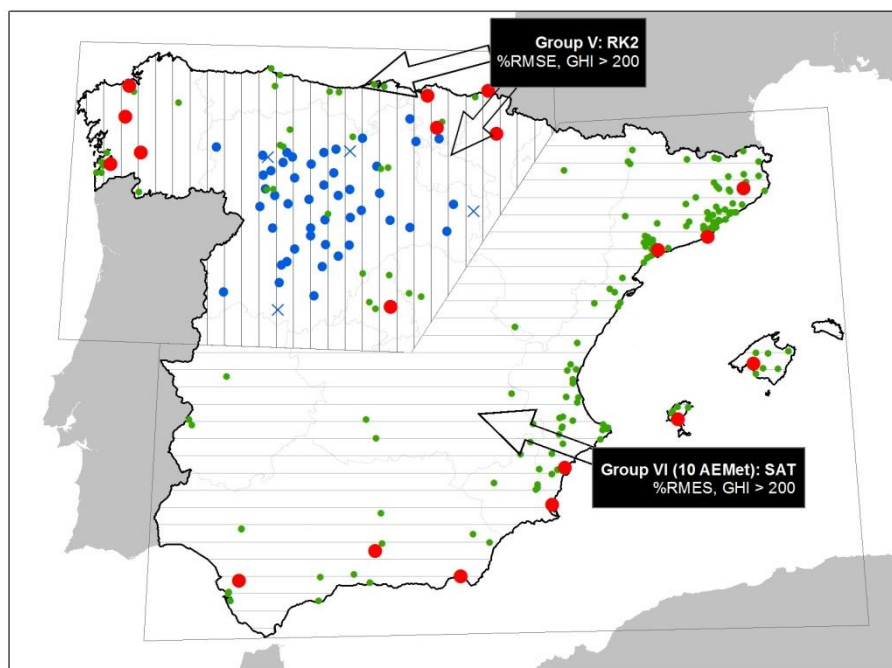 Group V: RK2
%RMSE, GHI > 200
Group VI (10 AEMet): SAT
%RMES, GHI > 200